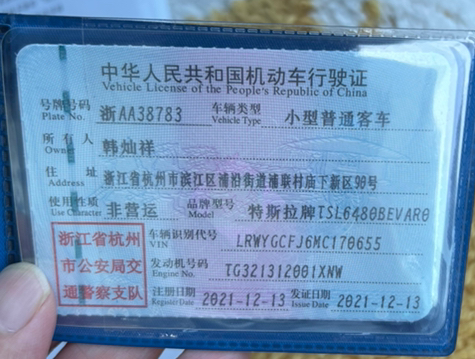 中华人民共和国机动车行驶证
Vehicle License of the People's Republic of China
号牌号码 浙AA38783 车辆类型 小型普通客车
Plate No. Vehicle Type
所有人 韩灿祥
Owner
住址 浙江省杭州市滨江区浦沿街道浦联村庙下新区90号
Address
使用性质 非营运 品牌型号 特斯拉牌TSL6480BEVAR0
Use Character Model
浙江省杭州
市公安局交
通警察支队
车辆识别代号 LRWYGCFJ6MC170655
VIN
发动机号码 TG321312001XNW
Engine No.
注册日期 2021-12-13 发证日期 2021-12-13
Register Date Issue Date